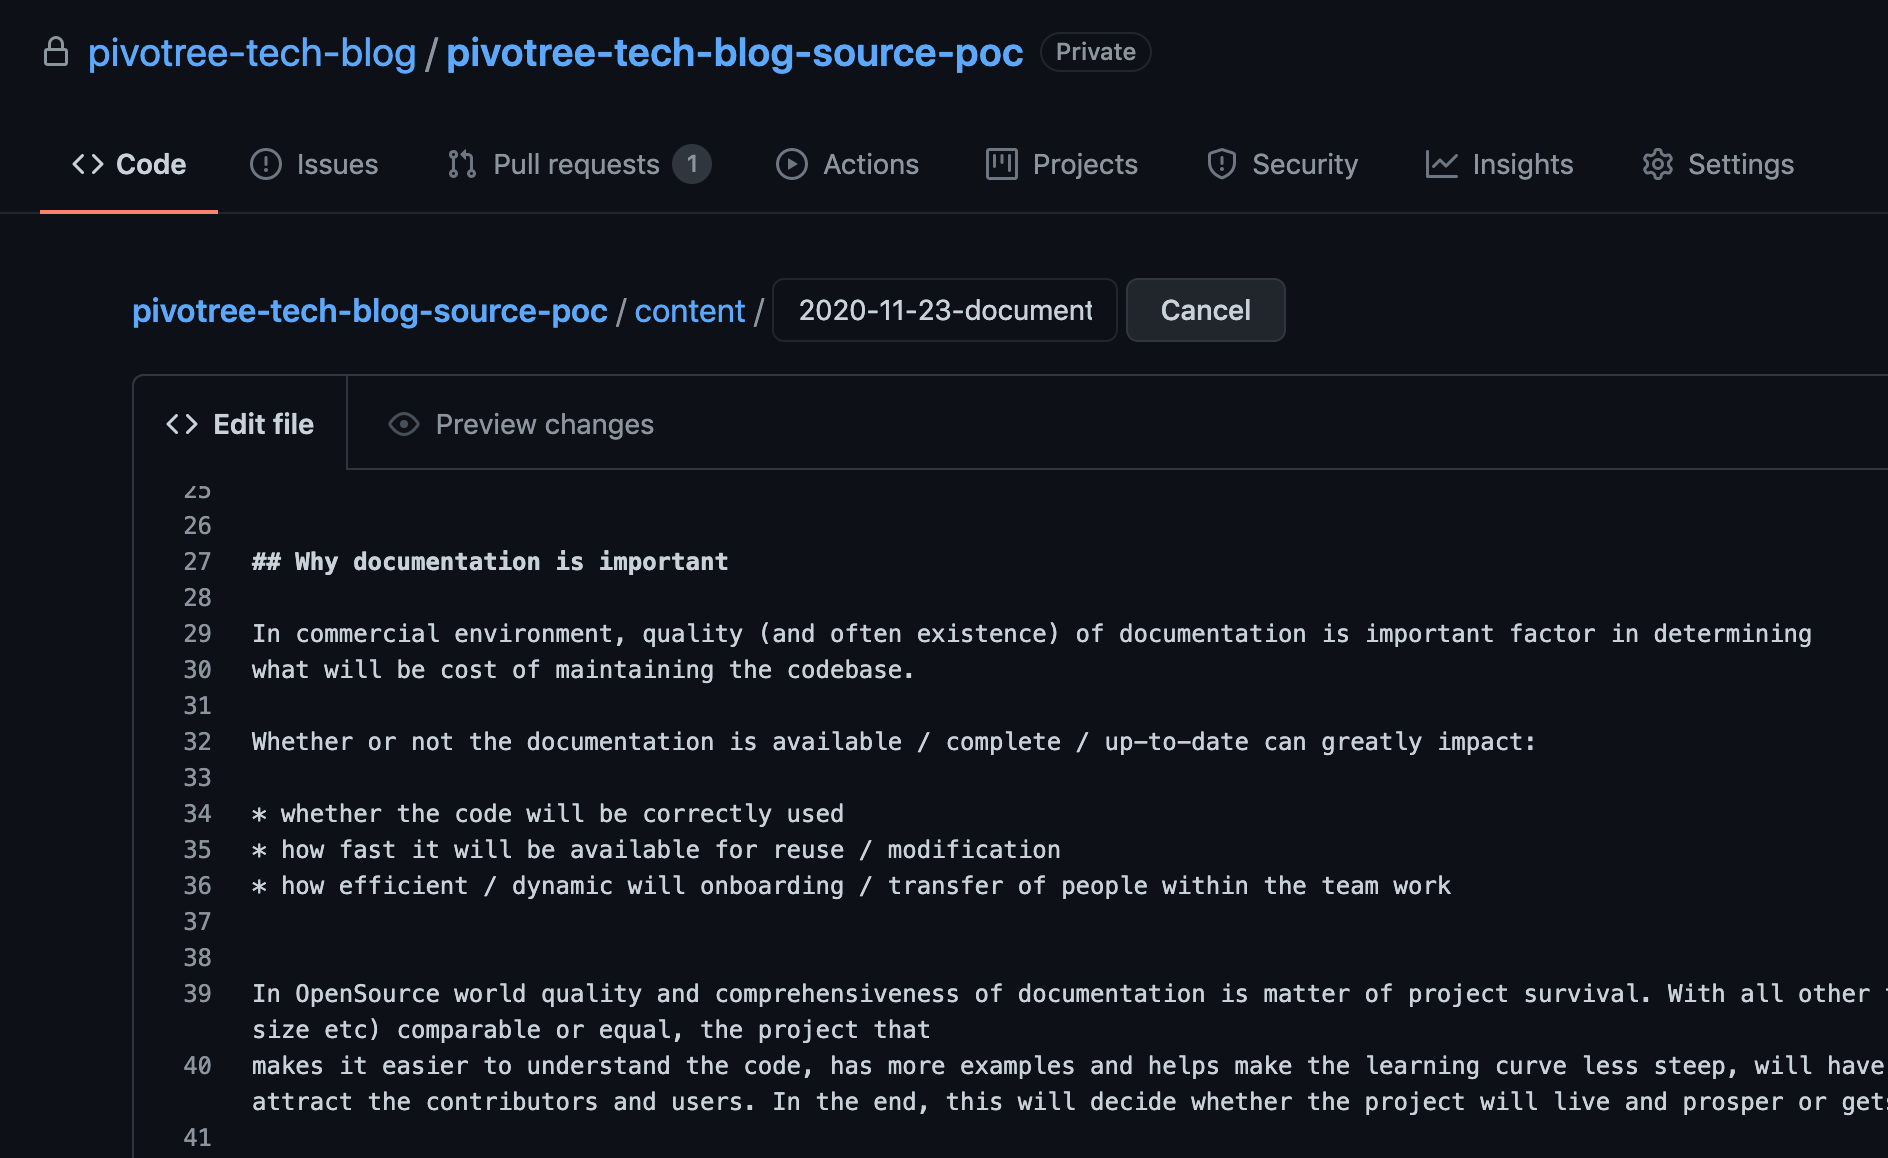 pivotree-tech-blog / pivotree-tech-blog-source-poc Private
Code Issues Pull requests 1 Actions Projects Security Insights Settings
pivotree-tech-blog-source-poc / content / 2020-11-23-document Cancel
Edit file Preview changes
25
26
27 ## Why documentation is important
28
29 In commercial environment, quality (and often existence) of documentation is important factor in determining
30 what will be cost of maintaining the codebase.
31
32 Whether or not the documentation is available / complete / up-to-date can greatly impact:
33
34 * whether the code will be correctly used
35 * how fast it will be available for reuse / modification
36 * how efficient / dynamic will onboarding / transfer of people within the team work
37
38
39 In OpenSource world quality and comprehensiveness of documentation is matter of project survival. With all other
size etc) comparable or equal, the project that
40 makes it easier to understand the code, has more examples and helps make the learning curve less steep, will have
attract the contributors and users. In the end, this will decide whether the project will live and prosper or gets
41